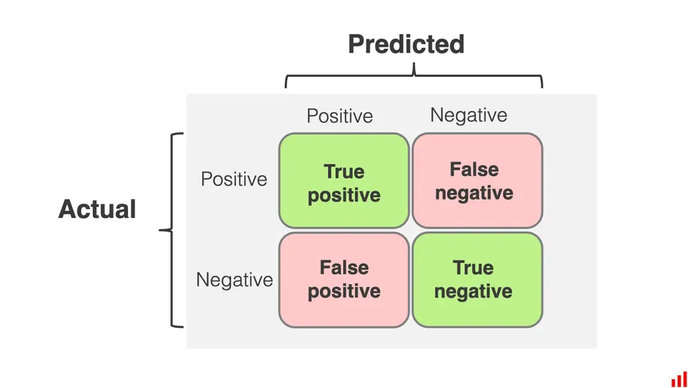 Predicted
Positive Negative
Actual
Positive
True
positive
False
negative
Negative
False
positive
True
negative